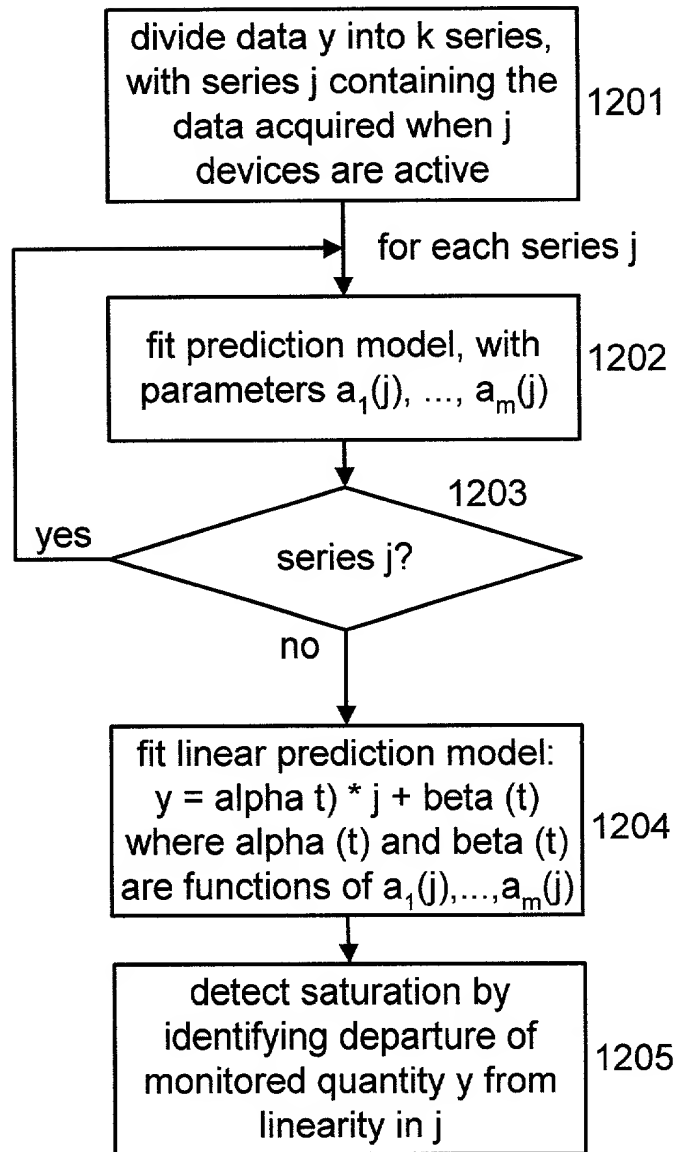 divide data y into k series,
with series j containing the
data acquired when j
devices are active
1201
for each series j
fit prediction model, with
parameters a₁(j), ..., aₘ(j)
1202
1203
yes
series j?
no
fit linear prediction model:
y = alpha t) * j + beta (t)
where alpha (t) and beta (t)
are functions of a₁(j),...,aₘ(j)
1204
detect saturation by
identifying departure of
monitored quantity y from
linearity in j
1205